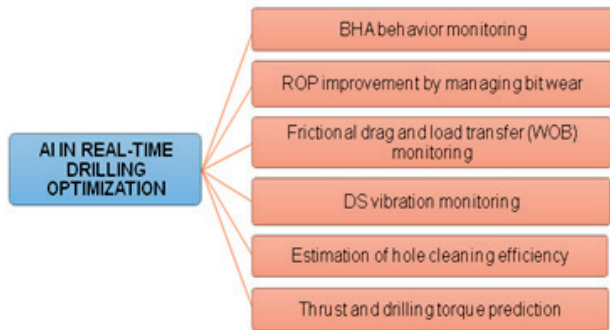 AI IN REAL-TIME
DRILLING
OPTIMIZATION
BHA behavior monitoring
ROP improvement by managing bit wear
Frictional drag and load transfer (WOB)
monitoring
DS vibration monitoring
Estimation of hole cleaning efficiency
Thrust and drilling torque prediction